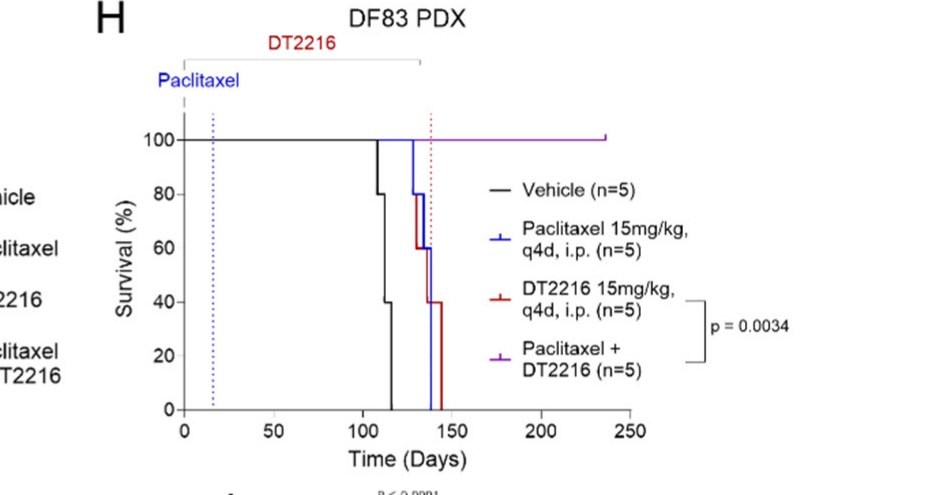 H
DF83 PDX
DT2216
Paclitaxel
100
80
60
40
20
0
Survival (%)
0 50 100 150 200 250
Time (Days)
Vehicle (n=5)
Paclitaxel 15mg/kg,
q4d, i.p. (n=5)
DT2216 15mg/kg,
q4d, i.p. (n=5)
Paclitaxel +
DT2216 (n=5)
p = 0.0034
icle
clitaxel
2216
clitaxel
T2216